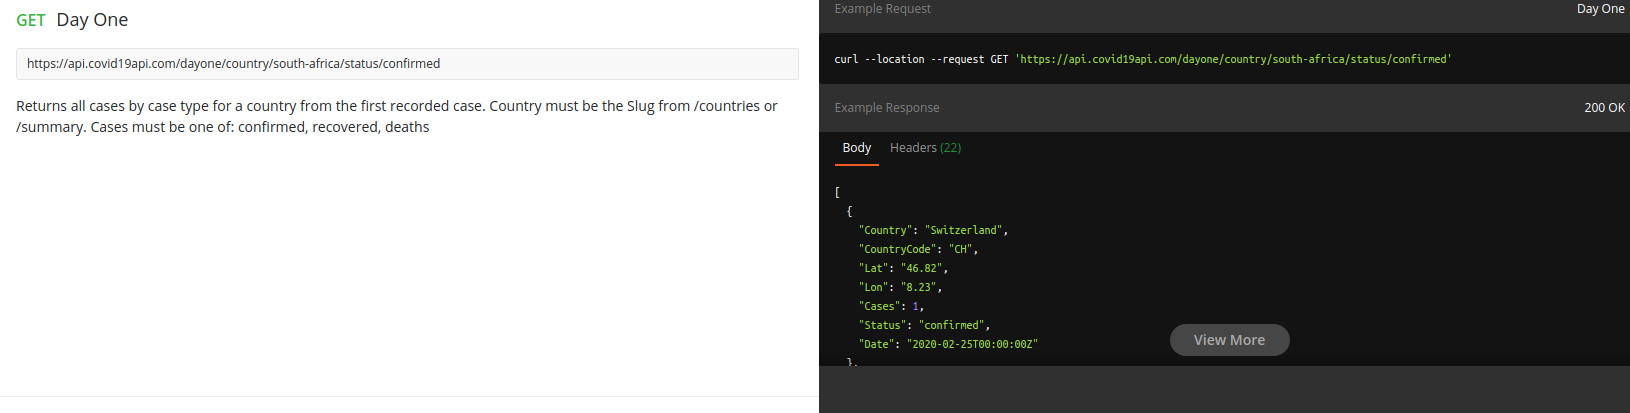 GET Day One
https://api.covid19api.com/dayone/country/south-africa/status/confirmed
Returns all cases by case type for a country from the first recorded case. Country must be the Slug from /countries or
/summary. Cases must be one of: confirmed, recovered, deaths
Example Request Day One
curl --location --request GET 'https://api.covid19api.com/dayone/country/south-africa/status/confirmed'
Example Response 200 OK
Body Headers (22)
[
{
"Country": "Switzerland",
"CountryCode": "CH",
"Lat": "46.82",
"Lon": "8.23",
"Cases": 1,
"Status": "confirmed",
"Date": "2020-02-25T00:00:00Z"
View More
},